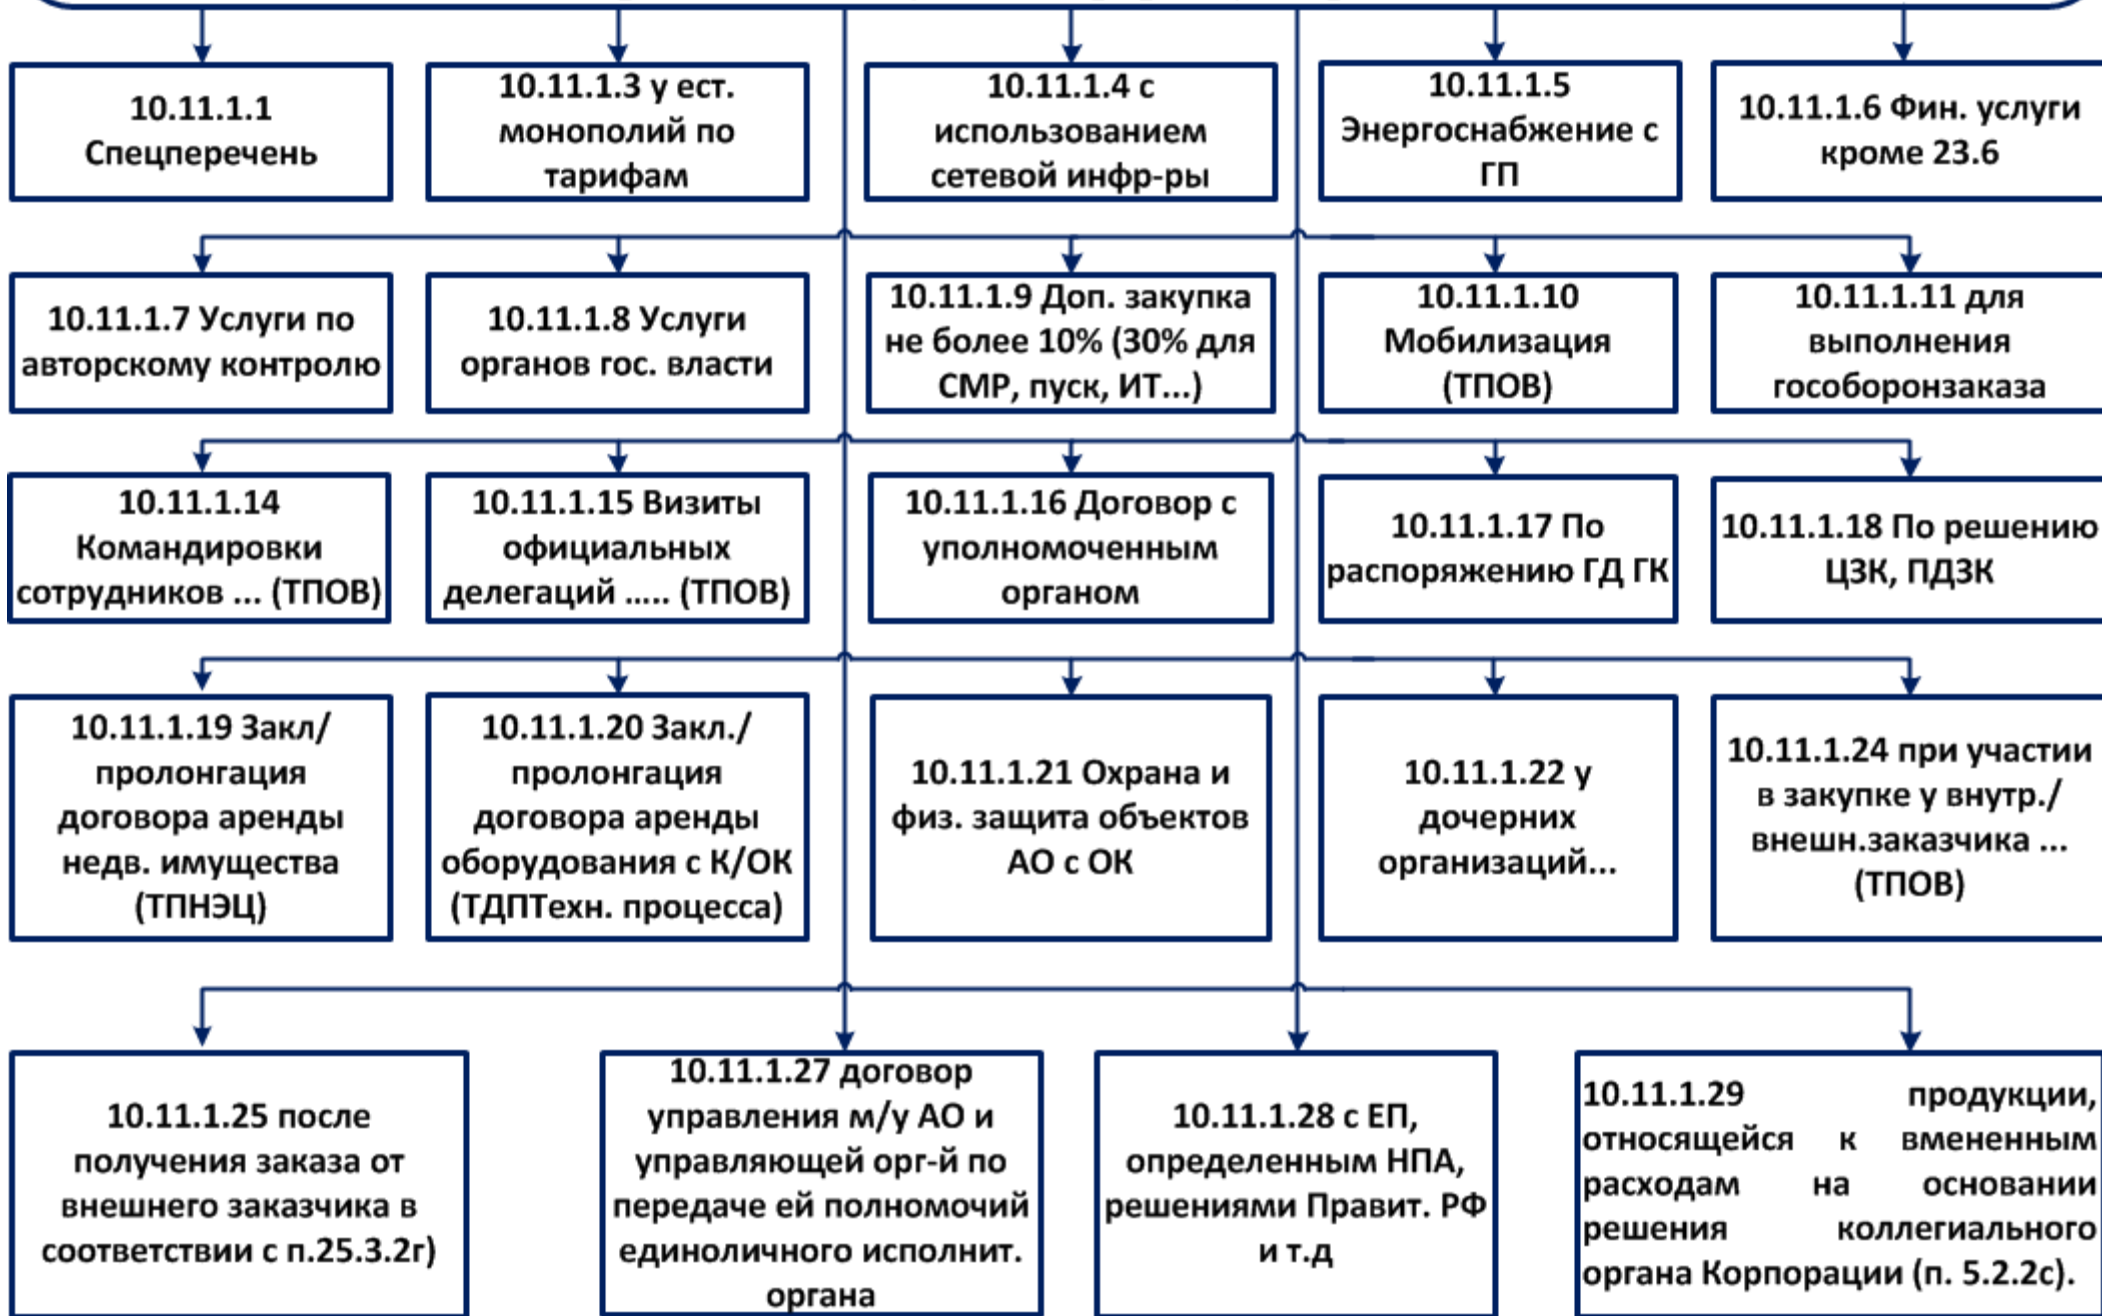 10.11.1.1
Спецперечень
10.11.1.3 у ест.
монополий по
тарифам
10.11.1.4 с
использованием
сетевой инфр-ры
10.11.1.5
Энергоснабжение с
ГП
10.11.1.6 Фин. услуги
кроме 23.6
10.11.1.7 Услуги по
авторскому контролю
10.11.1.8 Услуги
органов гос. власти
10.11.1.9 Доп. закупка
не более 10% (30% для
СМР, пуск, ИТ...)
10.11.1.10
Мобилизация
(ТПОВ)
10.11.1.11 для
выполнения
гособоронзаказа
10.11.1.14
Командировки
сотрудников ... (ТПОВ)
10.11.1.15 Визиты
официальных
делегаций ..... (ТПОВ)
10.11.1.16 Договор с
уполномоченным
органом
10.11.1.17 По
распоряжению ГД ГК
10.11.1.18 По решению
ЦЗК, ПДЗК
10.11.1.19 Закл/
пролонгация
договора аренды
недв. имущества
(ТПНЭЦ)
10.11.1.20 Закл./
пролонгация
договора аренды
оборудования с К/ОК
(ТДПТехн. процесса)
10.11.1.21 Охрана и
физ. защита объектов
АО с ОК
10.11.1.22 у
дочерних
организаций...
10.11.1.24 при участии
в закупке у внутр./
внешн.заказчика ...
(ТПОВ)
10.11.1.25 после
получения заказа от
внешнего заказчика в
соответствии с п.25.3.2г)
10.11.1.27 договор
управления м/у АО и
управляющей орг-й по
передаче ей полномочий
единоличного исполнит.
органа
10.11.1.28 с ЕП,
определенным НПА,
решениями Правит. РФ
и т.д
10.11.1.29 продукции,
относящейся к вмененным
расходам на основании
решения коллегиального
органа Корпорации (п. 5.2.2с).